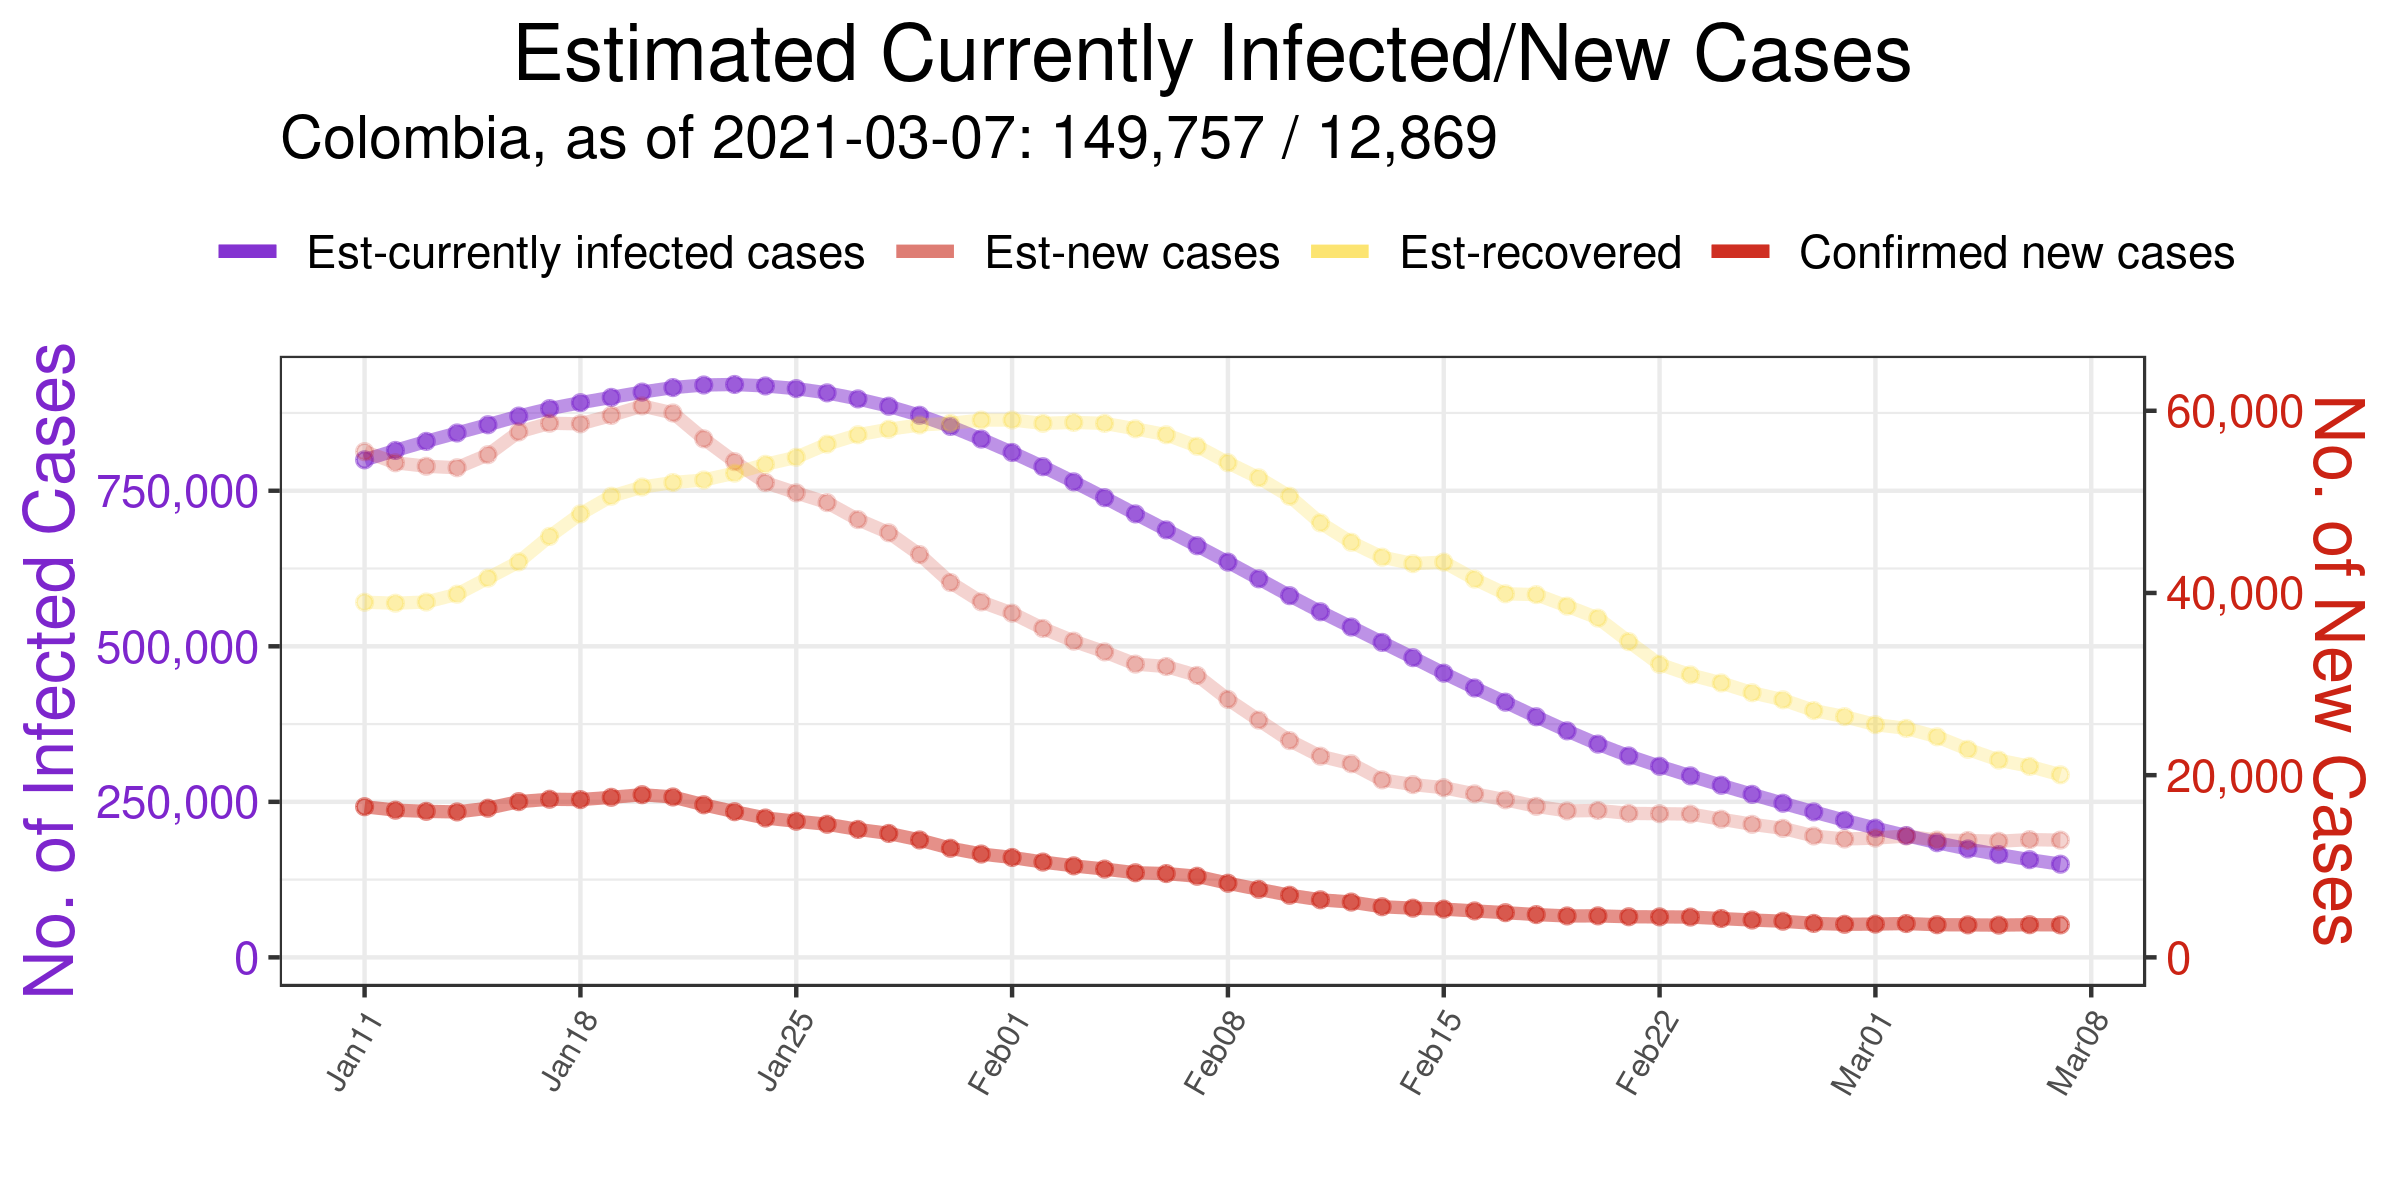 Estimated Currently Infected/New Cases
Colombia, as of 2021-03-07: 149,757 / 12,869
Est-currently infected cases Est-new cases Est-recovered Confirmed new cases
No. of Infected Cases
750,000
500,000
250,000
0
60,000
40,000
20,000
0
No. of New Cases
Jan11 Jan18 Jan25 Feb01 Feb08 Feb15 Feb22 Mar01 Mar08